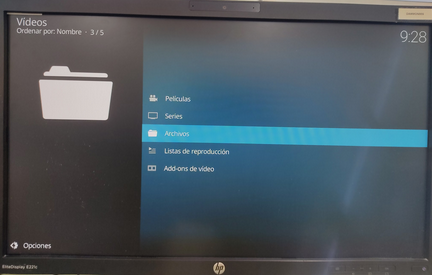 Vídeos
Ordenar por: Nombre · 3 / 5
9:28
Películas
Series
Archivos
Listas de reproducción
Add-ons de vídeo
Opciones
EliteDisplay E221c
hp